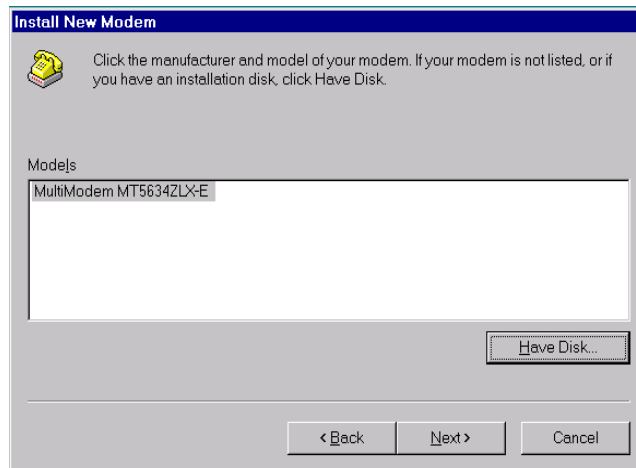 Install New Modem
Click the manufacturer and model of your modem. If your modem is not listed, or if
you have an installation disk, click Have Disk.
Models
MultiModem MT5634ZLX-E
Have Disk...
< Back
Next >
Cancel